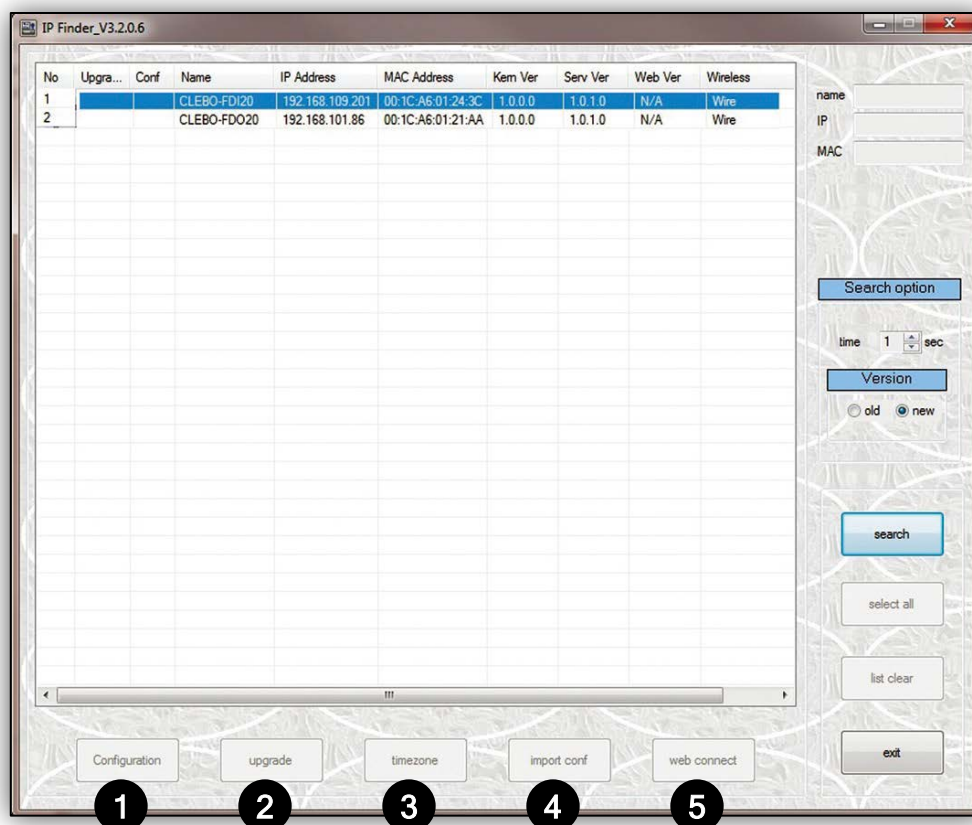 IP Finder_V3.2.0.6
No Upgra... Conf Name IP Address MAC Address Kern Ver Serv Ver Web Ver Wireless
1 CLEBO-FDI20 192.168.109.201 00:1C:A6:01:24:3C 1.0.0.0 1.0.1.0 N/A Wire
2 CLEBO-FDO20 192.168.101.86 00:1C:A6:01:21:AA 1.0.0.0 1.0.1.0 N/A Wire
name
IP
MAC
Search option
time 1 sec
Version
old new
search
select all
list clear
exit
Configuration upgrade timezone import conf web connect
1 2 3 4 5